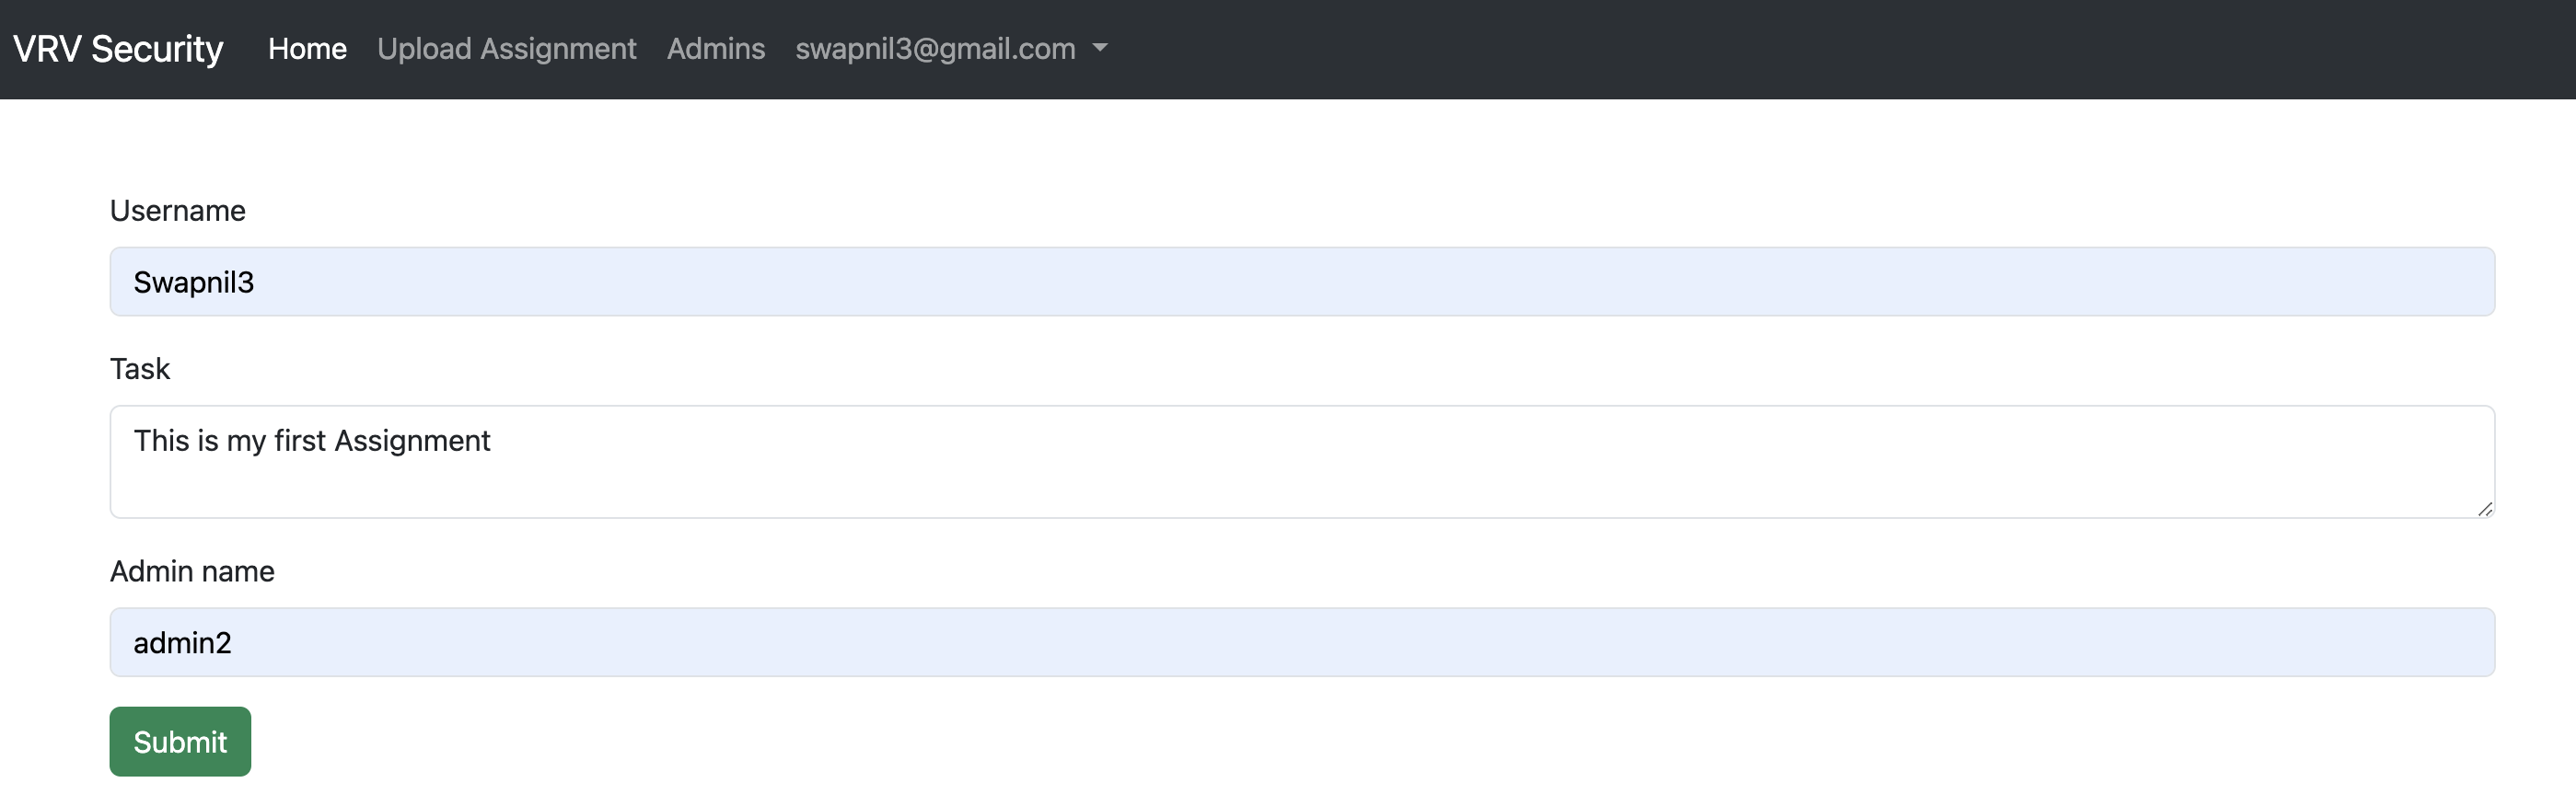 VRV Security Home Upload Assignment Admins swapnil3@gmail.com
Username
Swapnil3
Task
This is my first Assignment
Admin name
admin2
Submit